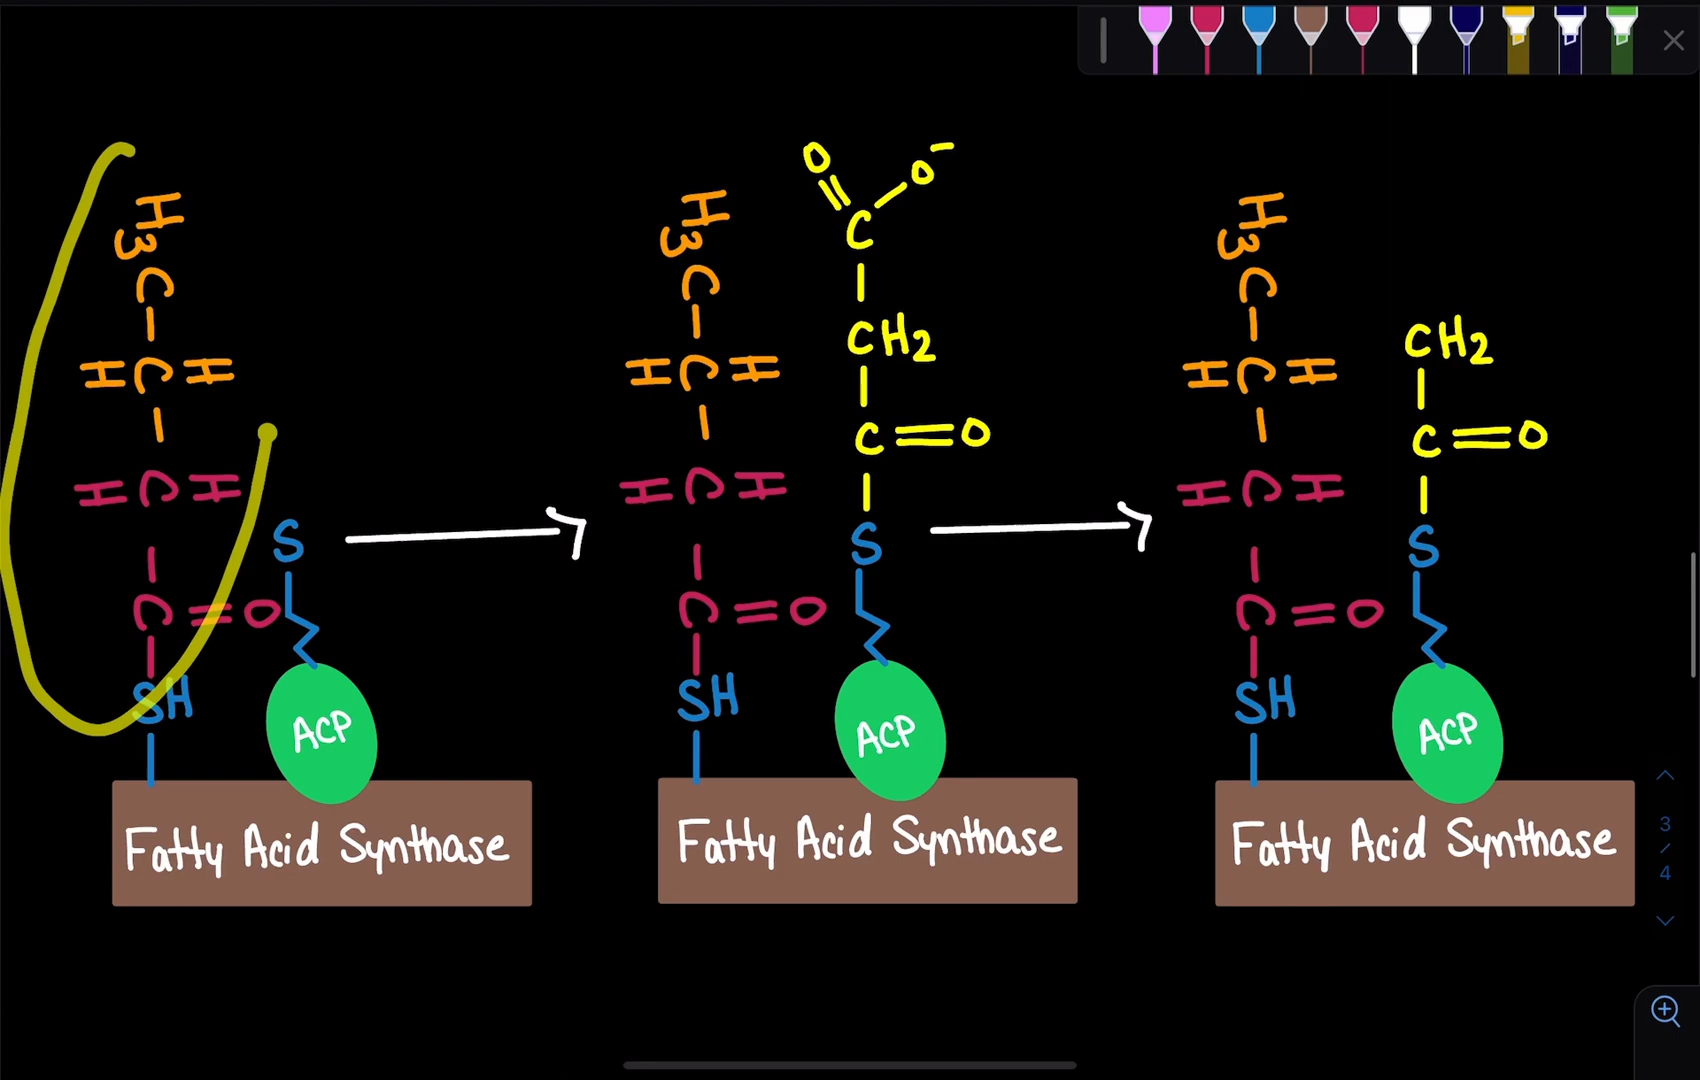 H3C
H C H
H C H
C=O
SH
S
ACP
Fatty Acid Synthase
H3C
H C H
H C H
C=O
SH
O O-
C
CH2
C=O
S
ACP
Fatty Acid Synthase
H3C
H C H
H C H
C=O
SH
CH2
C=O
S
ACP
Fatty Acid Synthase
3
/
4